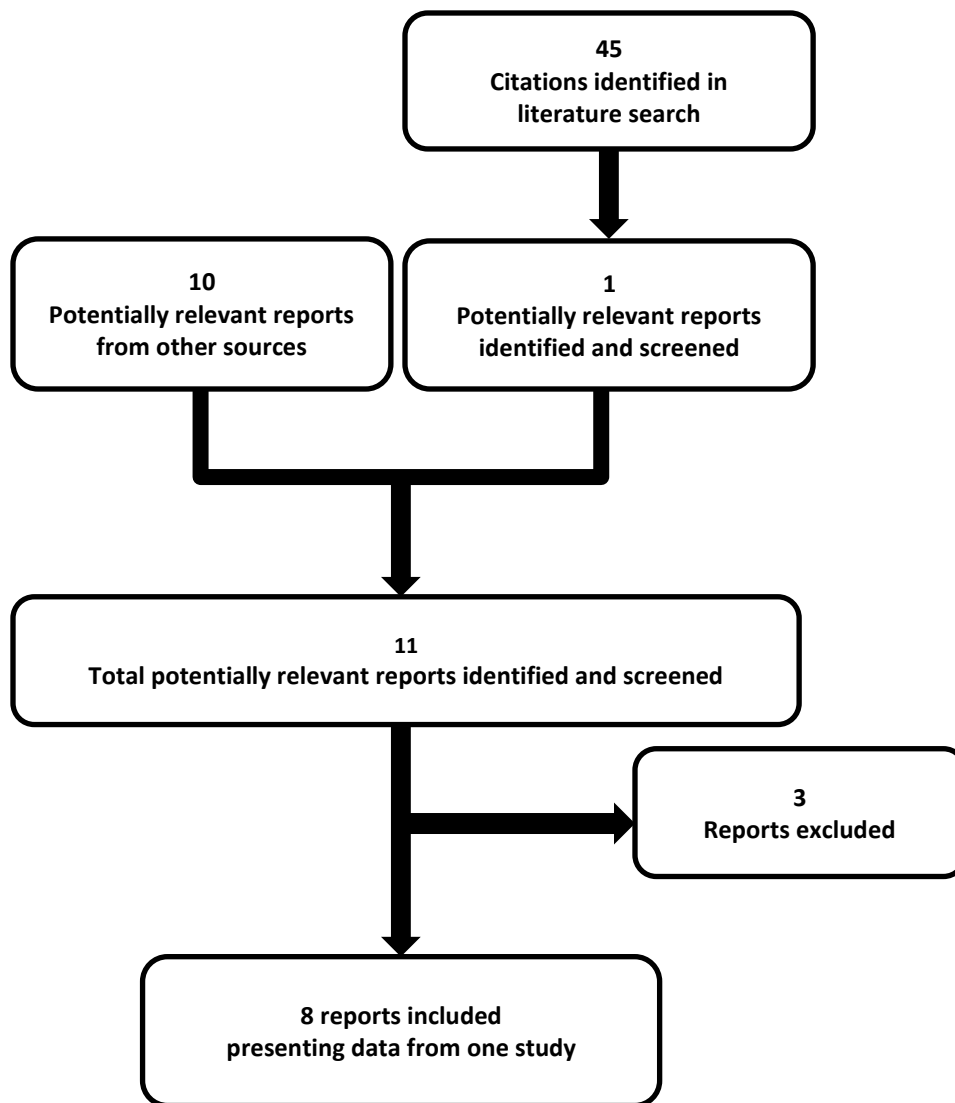 45
Citations identified in
literature search
10
Potentially relevant reports
from other sources
1
Potentially relevant reports
identified and screened
11
Total potentially relevant reports identified and screened
3
Reports excluded
8 reports included
presenting data from one study